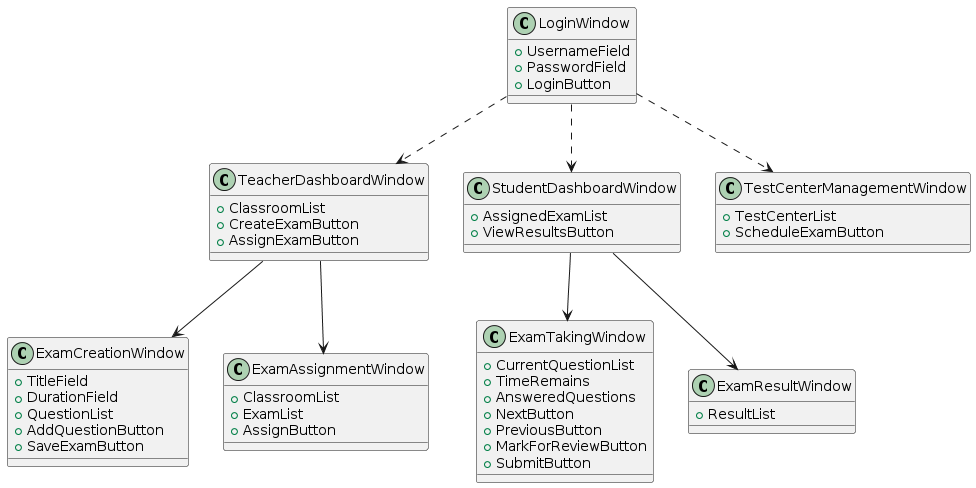 C LoginWindow
UsernameField
PasswordField
LoginButton
C TeacherDashboardWindow
ClassroomList
CreateExamButton
AssignExamButton
C StudentDashboardWindow
AssignedExamList
ViewResultsButton
C TestCenterManagementWindow
TestCenterList
ScheduleExamButton
C ExamCreationWindow
TitleField
DurationField
QuestionList
AddQuestionButton
SaveExamButton
C ExamAssignmentWindow
ClassroomList
ExamList
AssignButton
C ExamTakingWindow
CurrentQuestionList
TimeRemains
AnsweredQuestions
NextButton
PreviousButton
MarkForReviewButton
SubmitButton
C ExamResultWindow
ResultList